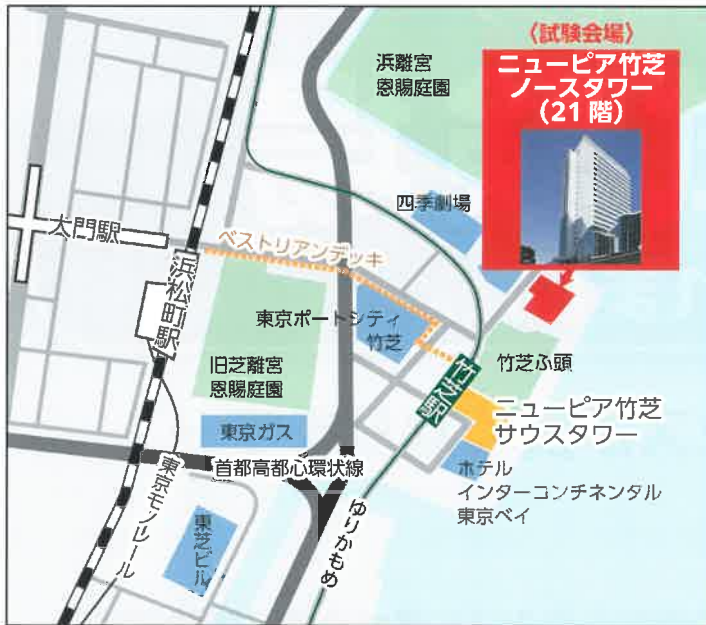 〈試験会場〉
ニューピア竹芝
ノースタワー
（21階）
浜離宮
恩賜庭園
四季劇場
大門駅
ペストリアンデッキ
浜松町駅
東京ポートシティ
竹芝
竹芝駅
竹芝ふ頭
旧芝離宮
恩賜庭園
ニューピア竹芝
サウスタワー
東京ガス
首都高都心環状線
ホテル
インターコンチネンタル
東京ベイ
東京モノレール
東芝ビル
ゆりかもめ